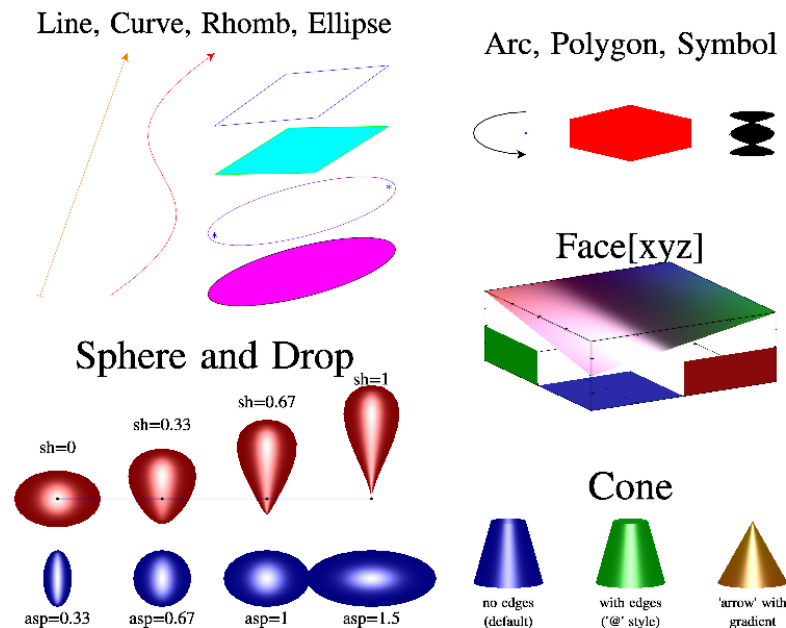 Line, Curve, Rhomb, Ellipse
Arc, Polygon, Symbol
Face[xyz]
Sphere and Drop
sh=0
sh=0.33
sh=0.67
sh=1
asp=0.33
asp=0.67
asp=1
asp=1.5
Cone
no edges
(default)
with edges
('@' style)
'arrow' with
gradient